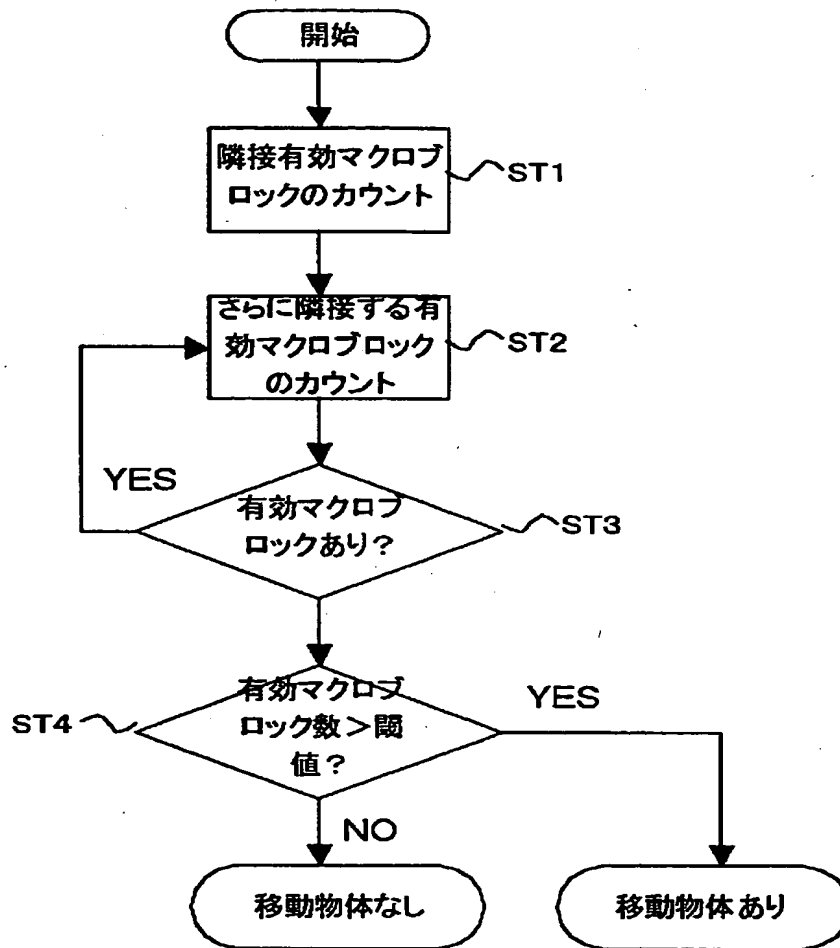 開始
隣接有効マクロブ
ロックのカウント
ST1
さらに隣接する有
効マクロブロック
のカウント
ST2
YES
有効マクロブ
ロックあり?
ST3
ST4
有効マクロブ
ロック数>閾
値?
YES
NO
移動物体なし
移動物体あり